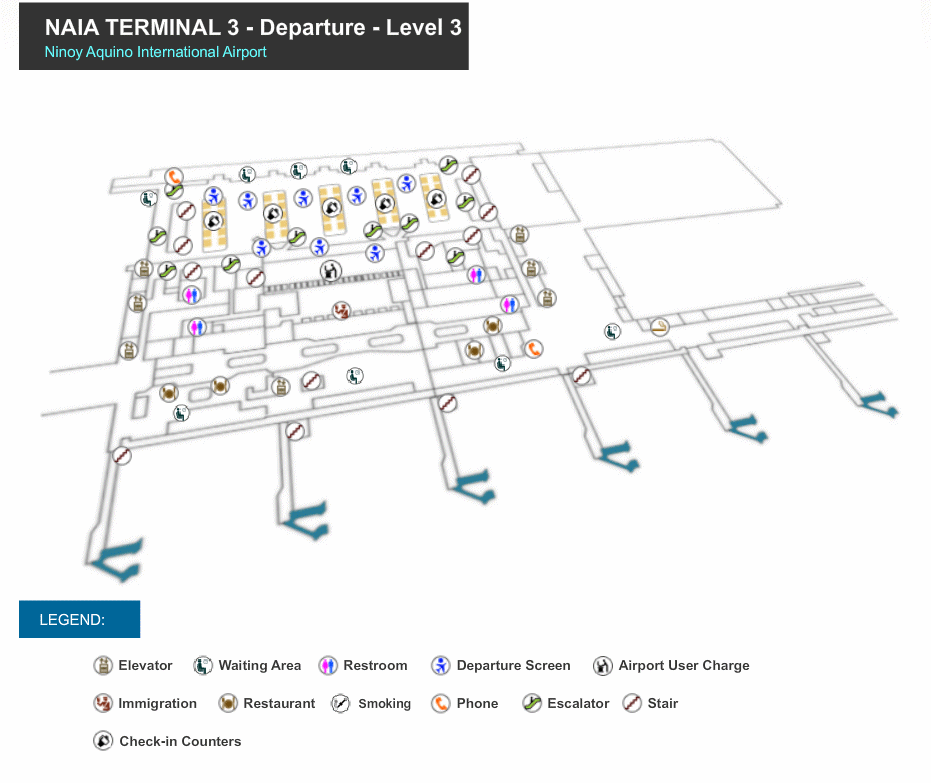 NAIA TERMINAL 3 - Departure - Level 3
Ninoy Aquino International Airport
LEGEND:
Elevator Waiting Area Restroom Departure Screen Airport User Charge
Immigration Restaurant Smoking Phone Escalator Stair
Check-in Counters